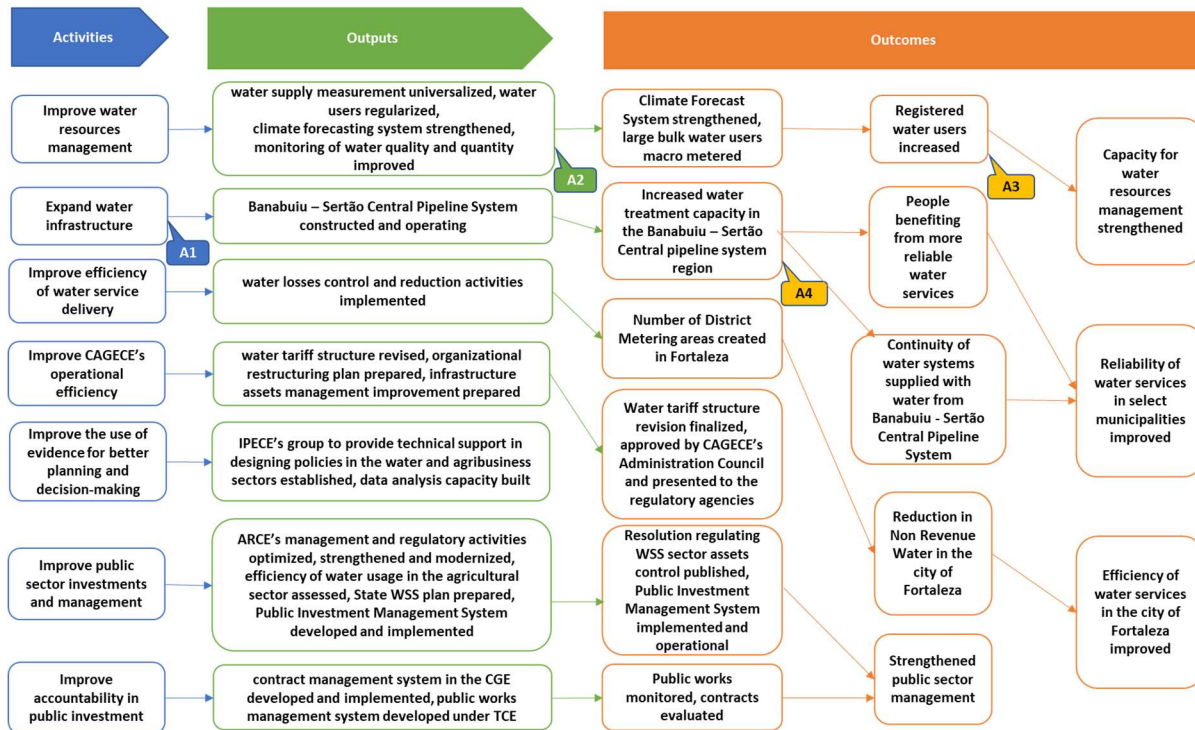 Activities
Outputs
Outcomes
Improve water
resources
management
water supply measurement universalized, water
users regularized,
climate forecasting system strengthened,
monitoring of water quality and quantity
improved
Climate Forecast
System strengthened,
large bulk water users
macro metered
Registered
water users
increased
Capacity for
water
resources
management
strengthened
A2
A3
Expand water
infrastructure
Banabuiu – Sertão Central Pipeline System
constructed and operating
Increased water
treatment capacity in
the Banabuiu – Sertão
Central pipeline system
region
People
benefiting
from more
reliable
water
services
A1
A4
Improve efficiency
of water service
delivery
water losses control and reduction activities
implemented
Number of District
Metering areas created
in Fortaleza
Continuity of
water systems
supplied with
water from
Banabuiu - Sertão
Central Pipeline
System
Reliability of
water services
in select
municipalities
improved
Improve CAGECE’s
operational
efficiency
water tariff structure revised, organizational
restructuring plan prepared, infrastructure
assets management improvement prepared
Water tariff structure
revision finalized,
approved by CAGECE’s
Administration Council
and presented to the
regulatory agencies
Improve the use of
evidence for better
planning and
decision-making
IPECE’s group to provide technical support in
designing policies in the water and agribusiness
sectors established, data analysis capacity built
Reduction in
Non Revenue
Water in the
city of
Fortaleza
Efficiency of
water services
in the city of
Fortaleza
improved
Improve public
sector investments
and management
ARCE’s management and regulatory activities
optimized, strengthened and modernized,
efficiency of water usage in the agricultural
sector assessed, State WSS plan prepared,
Public Investment Management System
developed and implemented
Resolution regulating
WSS sector assets
control published,
Public Investment
Management System
implemented and
operational
Strengthened
public sector
management
Improve
accountability in
public investment
contract management system in the CGE
developed and implemented, public works
management system developed under TCE
Public works
monitored, contracts
evaluated